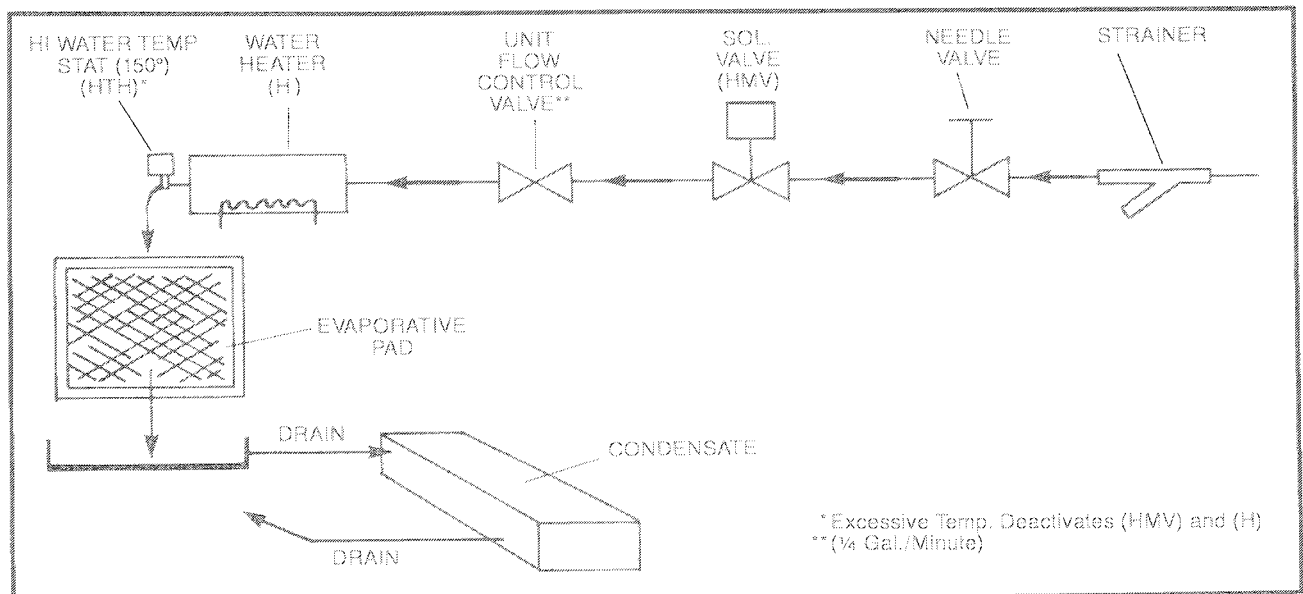 HI WATER TEMP
STAT (150°)
(HTH)*
WATER
HEATER
(H)
UNIT
FLOW
CONTROL
VALVE**
SOL.
VALVE
(HMV)
NEEDLE
VALVE
STRAINER
EVAPORATIVE
PAD
DRAIN
CONDENSATE
DRAIN
*Excessive Temp. Deactivates (HMV) and (H)
**(¼ Gal./Minute)